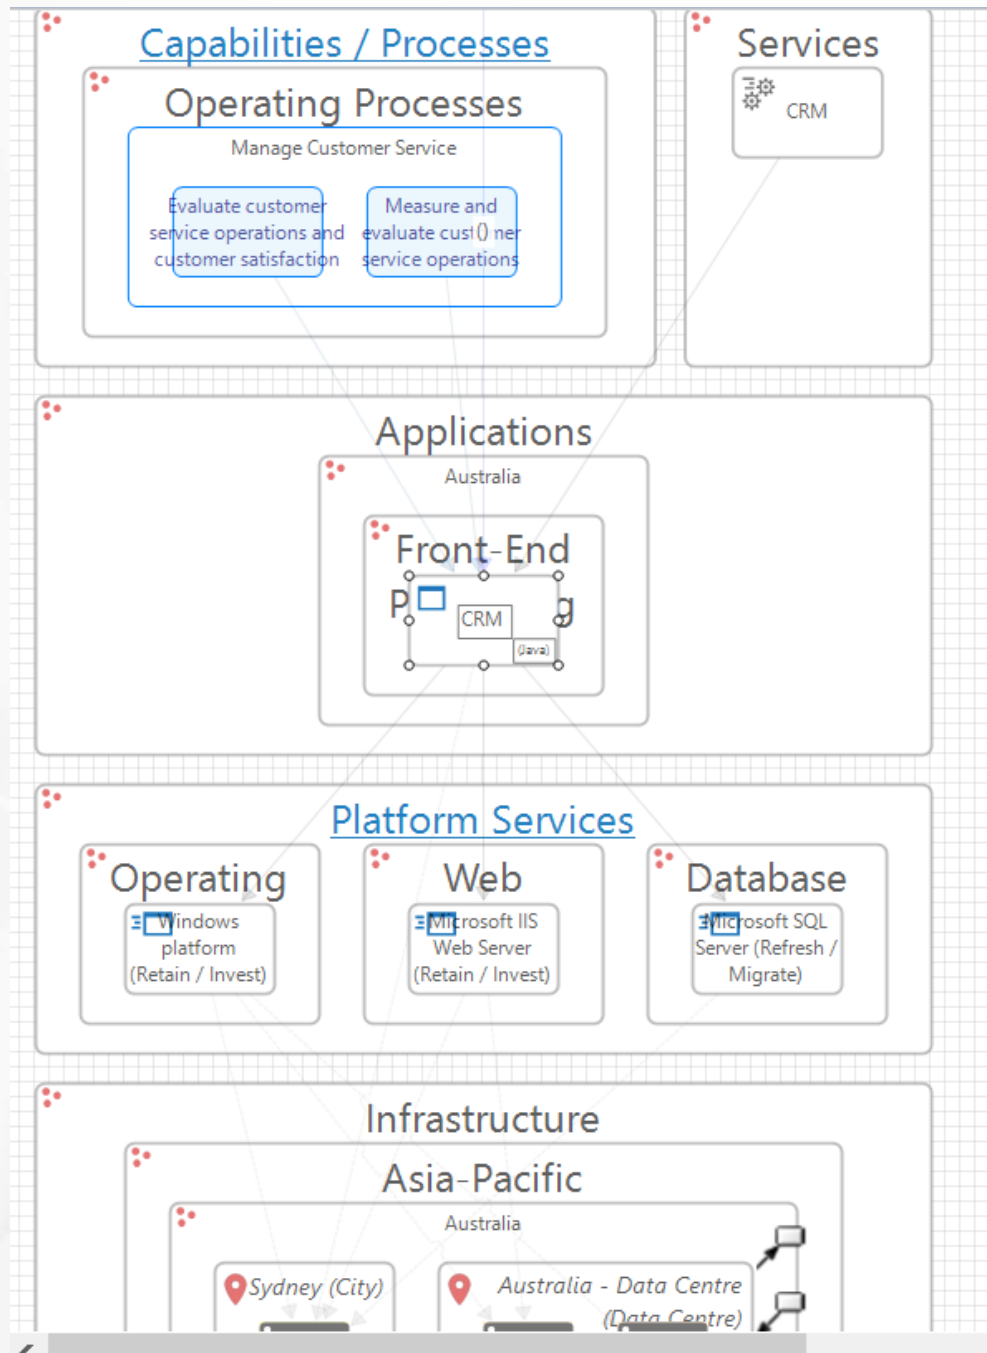 Capabilities / Processes
Services
Operating Processes
CRM
Manage Customer Service
Evaluate customer
service operations and
customer satisfaction
Measure and
evaluate cust() ner
service operations
Applications
Australia
Front-End
P g
CRM
(Java)
Platform Services
Operating
Windows
platform
(Retain / Invest)
Web
Microsoft IIS
Web Server
(Retain / Invest)
Database
Microsoft SQL
Server (Refresh /
Migrate)
Infrastructure
Asia-Pacific
Australia
Sydney (City)
Australia - Data Centre
(Data Centre)